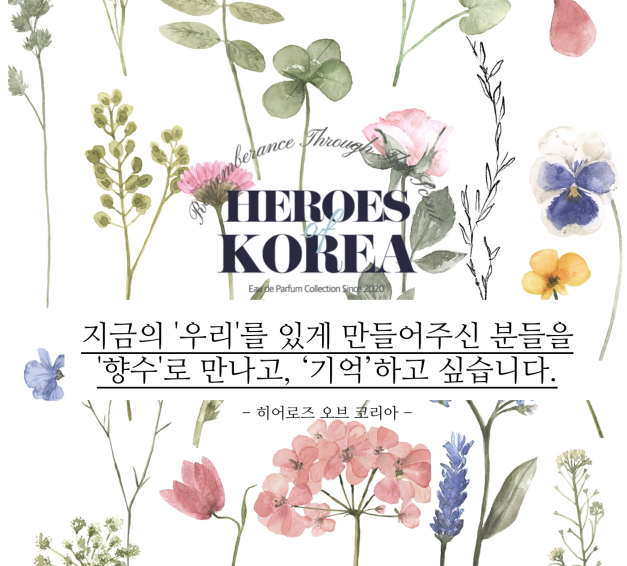 Remembrance Through
HEROES
of
KOREA
Eau de Parfum Collection Since 2020
지금의 '우리'를 있게 만들어주신 분들을
'향수'로 만나고, ‘기억’하고 싶습니다.
– 히어로즈 오브 코리아 –